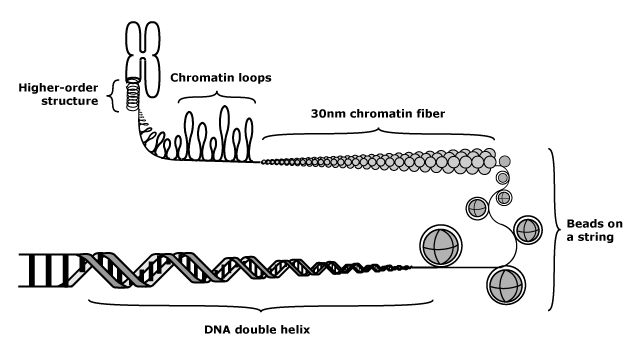 Chromatin loops
Higher-order
structure
30nm chromatin fiber
Beads on
a string
DNA double helix